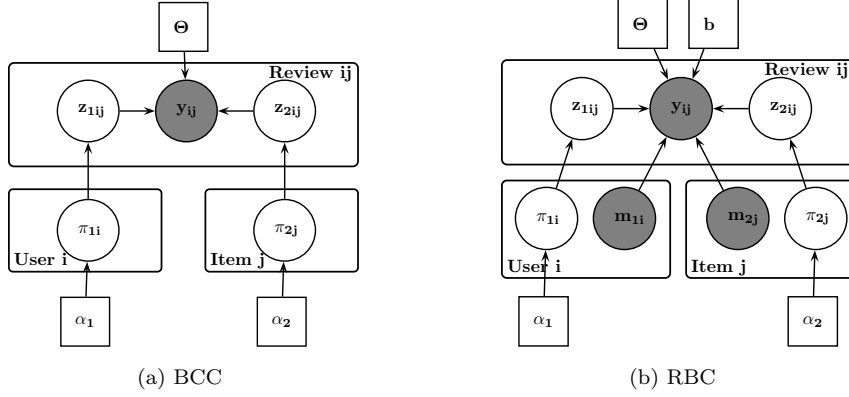 Θ
Review ij
z1ij yij z2ij
π1i π2j
User i Item j
α1 α2
(a) BCC
Θ b
Review ij
z1ij yij z2ij
π1i m1i m2j π2j
User i Item j
α1 α2
(b) RBC